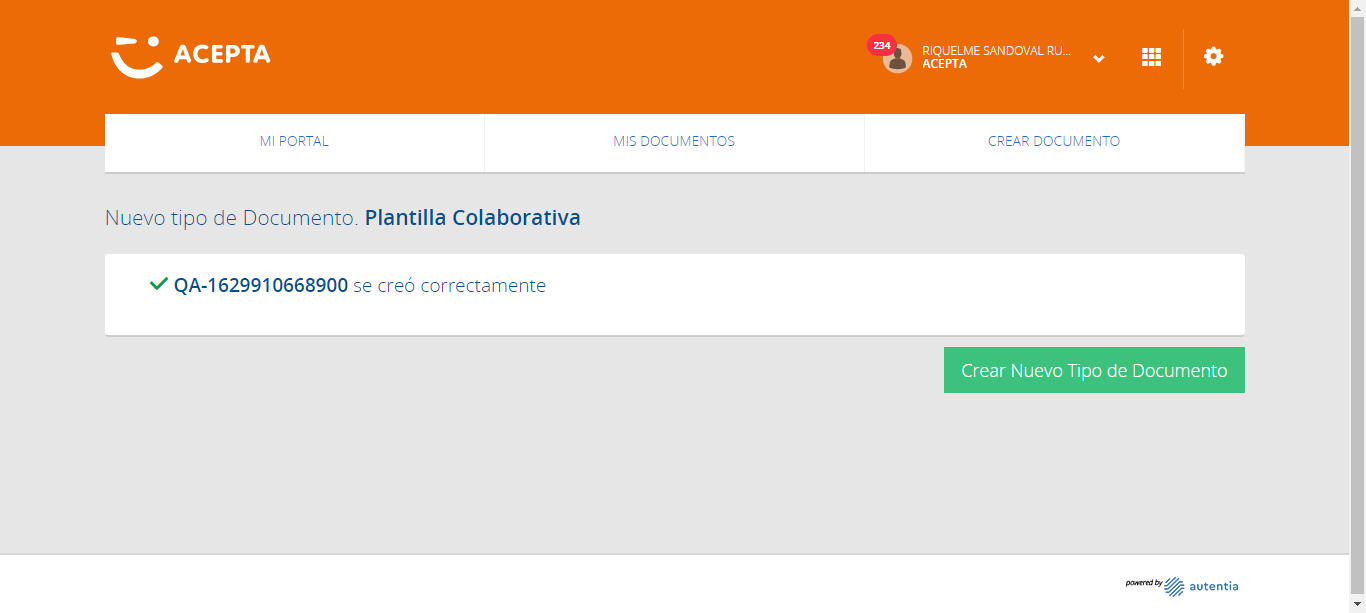 ACEPTA
234
RIQUELME SANDOVAL RU...
ACEPTA
MI PORTAL
MIS DOCUMENTOS
CREAR DOCUMENTO
Nuevo tipo de Documento. Plantilla Colaborativa
QA-1629910668900 se creó correctamente
Crear Nuevo Tipo de Documento
powered by autentia